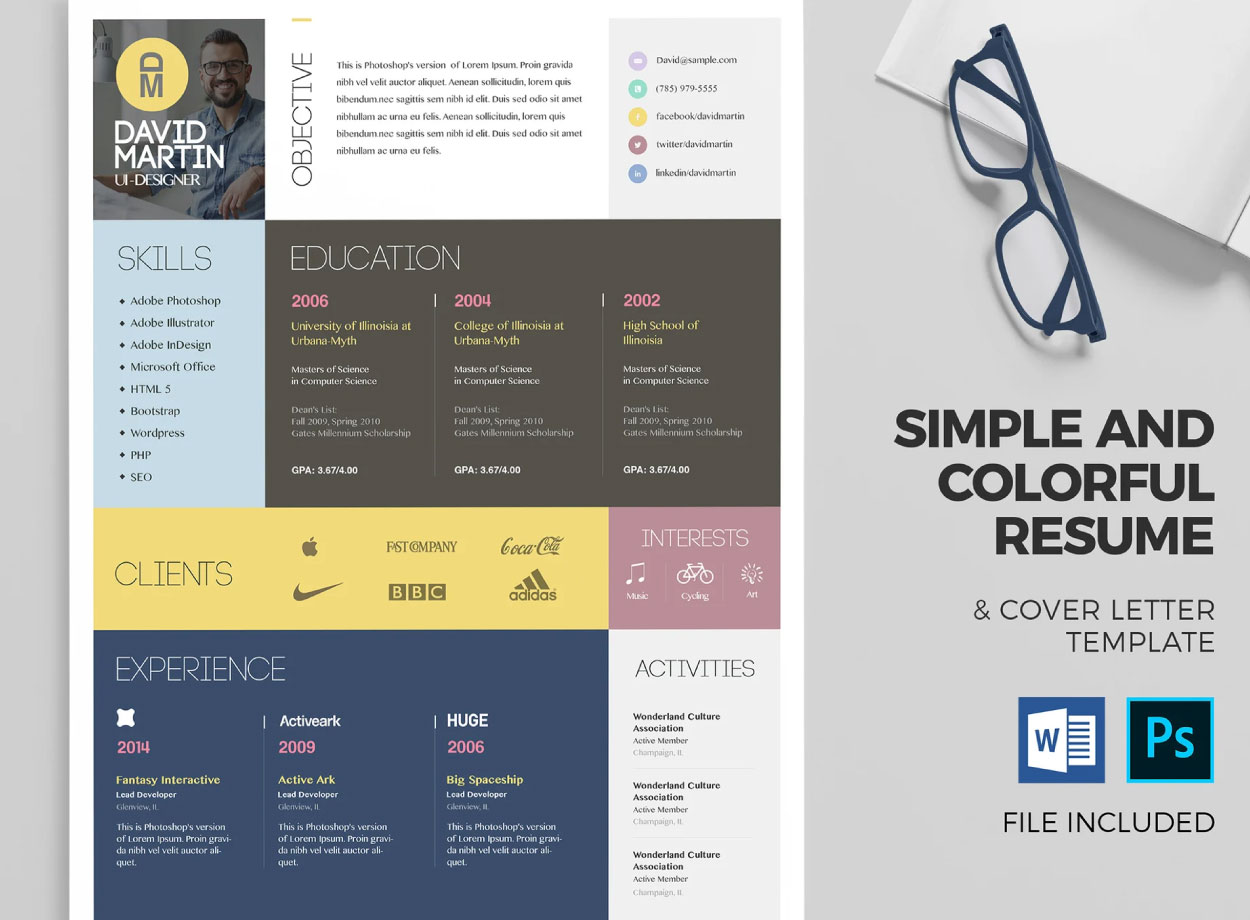 DM
DAVID
MARTIN
UI-DESIGNER
OBJECTIVE
This is Photoshop's version of Lorem Ipsum. Proin gravida
nibh vel velit auctor aliquet. Aenean sollicitudin, lorem quis
bibendum.nec sagittis sem nibh id elit. Duis sed odio sit amet
nibhullam ac urna eu felis. Aenean sollicitudin, lorem quis
bibendum.nec sagittis sem nibh id elit. Duis sed odio sit amet
nibhullam ac urna eu felis.
David@sample.com
(785) 979-5555
f
facebook/davidmartin
twitter/davidmartin
in
linkedin/davidmartin
SKILLS
Adobe Photoshop
Adobe Illustrator
Adobe InDesign
Microsoft Office
HTML 5
Bootstrap
Wordpress
PHP
SEO
EDUCATION
2006
University of Illinoisia at
Urbana-Myth
Masters of Science
in Computer Science
Dean's List:
Fall 2009, Spring 2010
Gates Millennium Scholarship
GPA: 3.67/4.00
2004
College of Illinoisia at
Urbana-Myth
Masters of Science
in Computer Science
Dean's List:
Fall 2009, Spring 2010
Gates Millennium Scholarship
GPA: 3.67/4.00
2002
High School of
Illinoisia
Masters of Science
in Computer Science
Dean's List:
Fall 2009, Spring 2010
Gates Millennium Scholarship
GPA: 3.67/4.00
CLIENTS
FAST COMPANY
Coca-Cola
BBC
adidas
INTERESTS
Music
Cycling
Art
EXPERIENCE
2014
Fantasy Interactive
Lead Developer
Glenview, IL
This is Photoshop's version
of Lorem Ipsum. Proin gravi-
da nibh vel velit auctor ali-
quet.
Activeark
2009
Active Ark
Lead Developer
Glenview, IL
This is Photoshop's version
of Lorem Ipsum. Proin gravi-
da nibh vel velit auctor ali-
quet.
HUGE
2006
Big Spaceship
Lead Developer
Glenview, IL
This is Photoshop's version
of Lorem Ipsum. Proin gravi-
da nibh vel velit auctor ali-
quet.
ACTIVITIES
Wonderland Culture
Association
Active Member
Champaign, IL
Wonderland Culture
Association
Active Member
Champaign, IL
Wonderland Culture
Association
Active Member
Champaign, IL
SIMPLE AND
COLORFUL
RESUME
& COVER LETTER
TEMPLATE
W
Ps
FILE INCLUDED